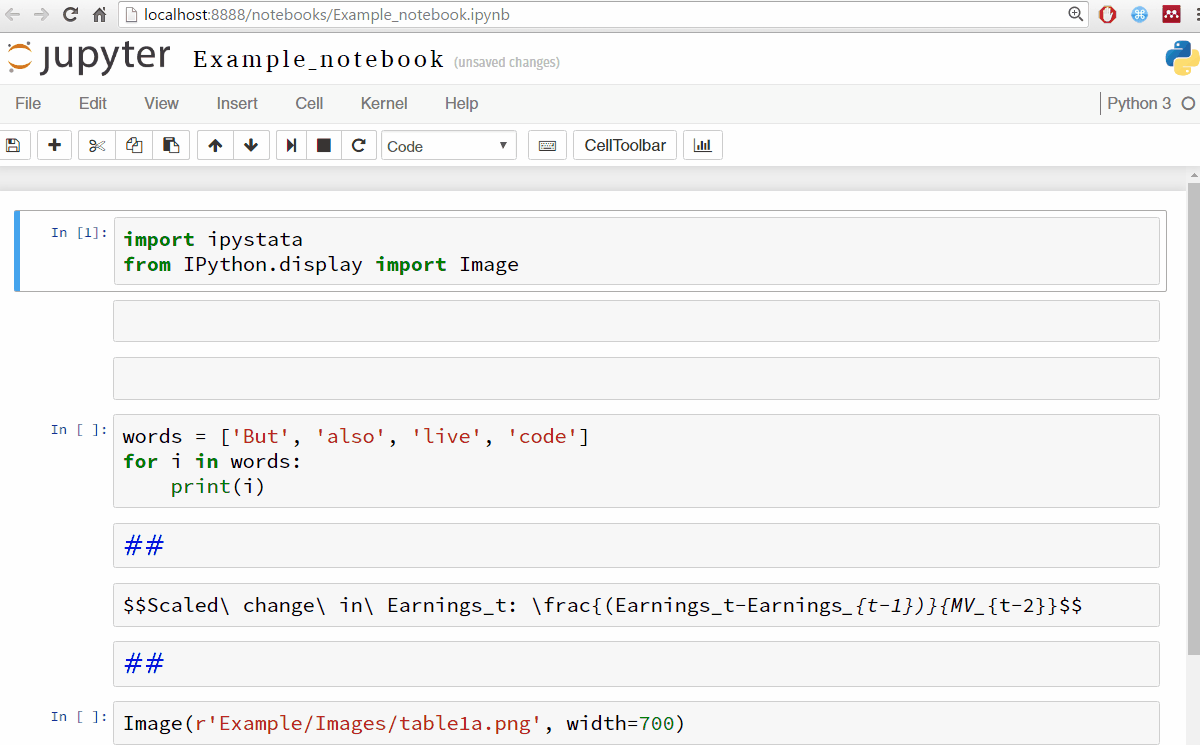 localhost:8888/notebooks/Example_notebook.ipynb
jupyter Example_notebook (unsaved changes)
File Edit View Insert Cell Kernel Help Python 3
Code CellToolbar
In [1]: import ipystata
from IPython.display import Image
In [ ]: words = ['But', 'also', 'live', 'code']
for i in words:
    print(i)
##
$$Scaled\ change\ in\ Earnings_t: \frac{(Earnings_t-Earnings_{t-1})}{MV_{t-2}}$$
##
In [ ]: Image(r'Example/Images/table1a.png', width=700)